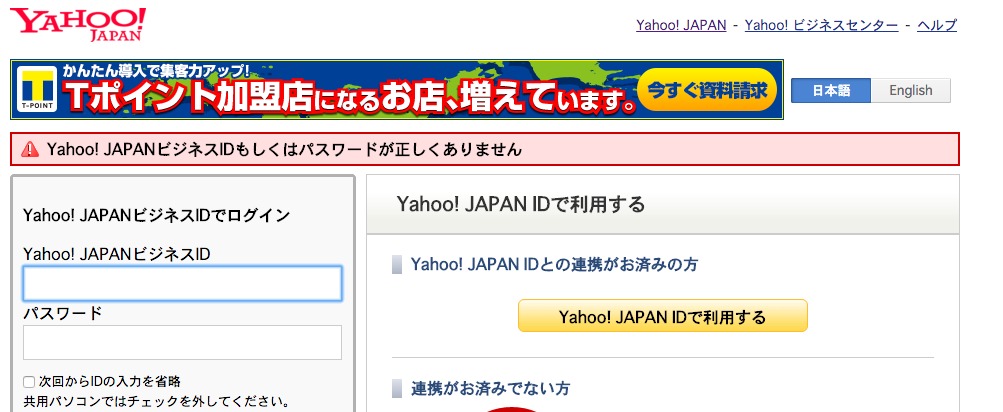 YAHOO!
JAPAN
Yahoo! JAPAN - Yahoo! ビジネスセンター - ヘルプ
かんたん導入で集客力アップ!
T-POINT
Tポイント加盟店になるお店、増えています。
今すぐ資料請求
日本語 English
Yahoo! JAPANビジネスIDもしくはパスワードが正しくありません
Yahoo! JAPANビジネスIDでログイン
Yahoo! JAPANビジネスID
パスワード
次回からIDの入力を省略
共用パソコンではチェックを外してください。
Yahoo! JAPAN IDで利用する
Yahoo! JAPAN IDとの連携がお済みの方
Yahoo! JAPAN IDで利用する
連携がお済みでない方